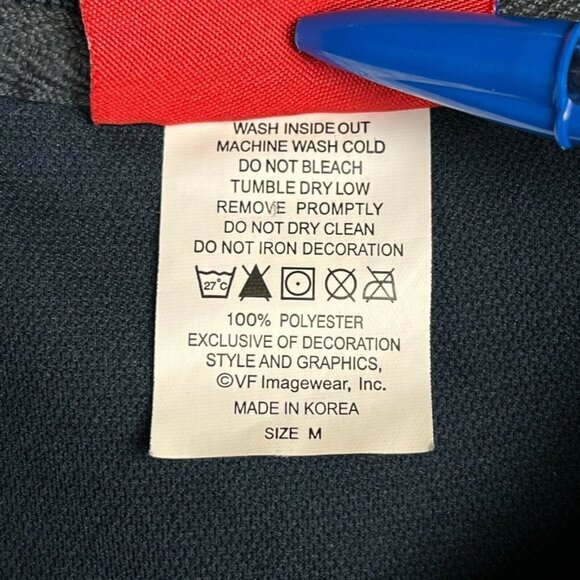 WASH INSIDE OUT
MACHINE WASH COLD
DO NOT BLEACH
TUMBLE DRY LOW
REMOVE PROMPTLY
DO NOT DRY CLEAN
DO NOT IRON DECORATION
27°C
100% POLYESTER
EXCLUSIVE OF DECORATION
STYLE AND GRAPHICS,
©VF Imagewear, Inc.
MADE IN KOREA
SIZE M